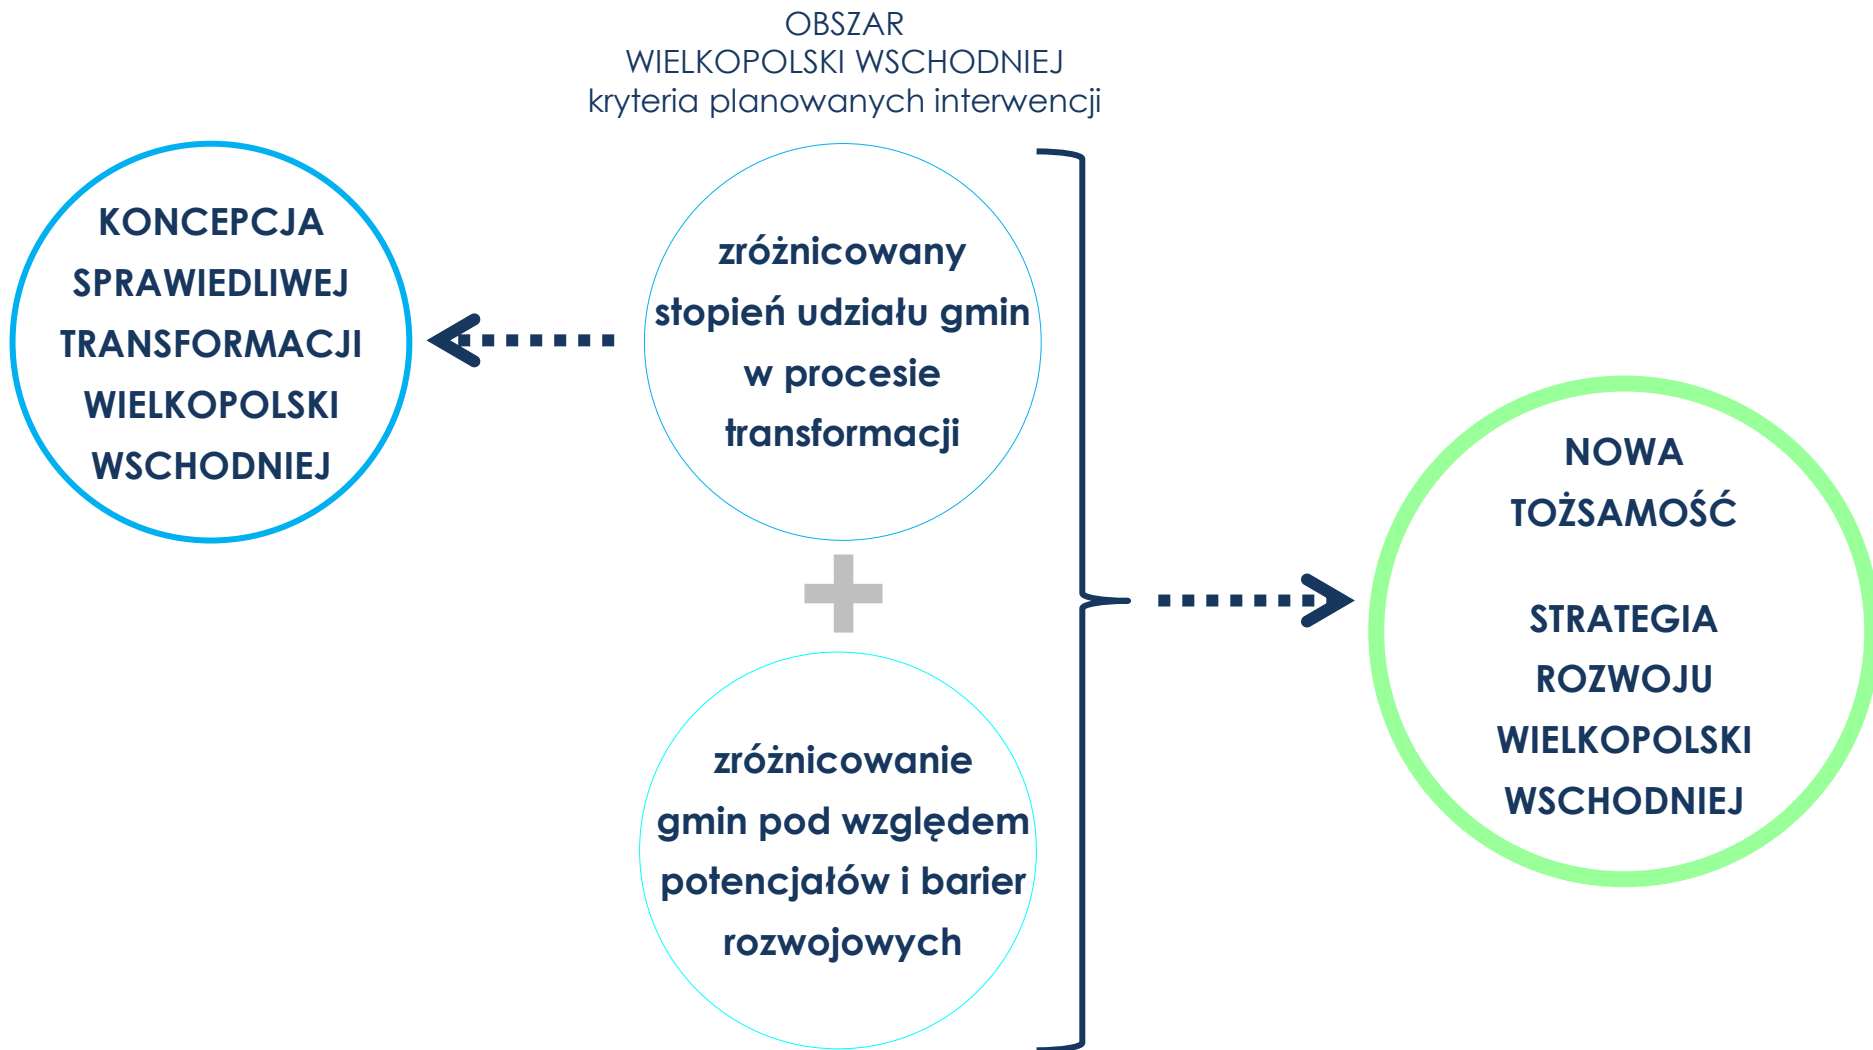 OBSZAR
WIELKOPOLSKI WSCHODNIEJ
kryteria planowanych interwencji
KONCEPCJA
SPRAWIEDLIWEJ
TRANSFORMACJI
WIELKOPOLSKI
WSCHODNIEJ
zróżnicowany
stopień udziału gmin
w procesie
transformacji
zróżnicowanie
gmin pod względem
potencjałów i barier
rozwojowych
NOWA
TOŻSAMOŚĆ
STRATEGIA
ROZWOJU
WIELKOPOLSKI
WSCHODNIEJ